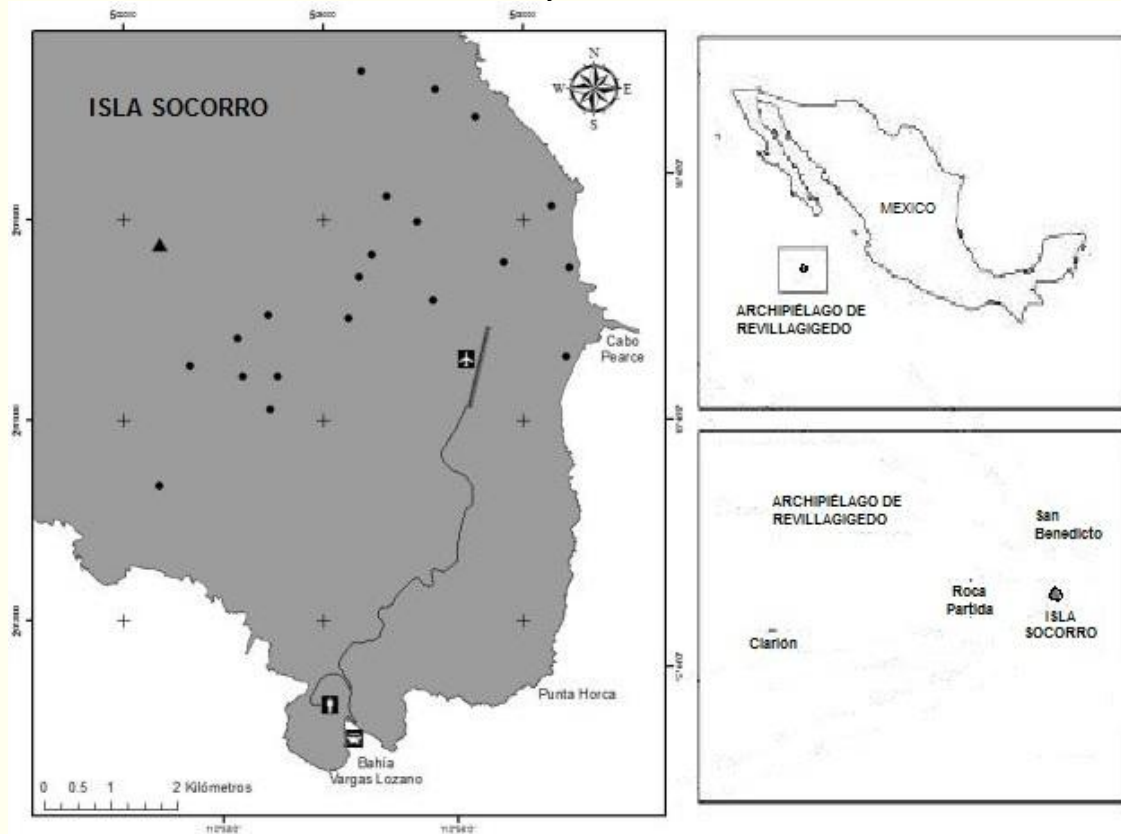 ISLA SOCORRO
N
W
E
S
Cabo
Pearce
Punta Horca
Bahía
Vargas Lozano
0 0.5 1 2 Kilómetros
MEXICO
ARCHIPIÉLAGO DE
REVILLAGIGEDO
ARCHIPIÉLAGO DE
REVILLAGIGEDO
San
Benedicto
Roca
Partida
ISLA
SOCORRO
Clarión